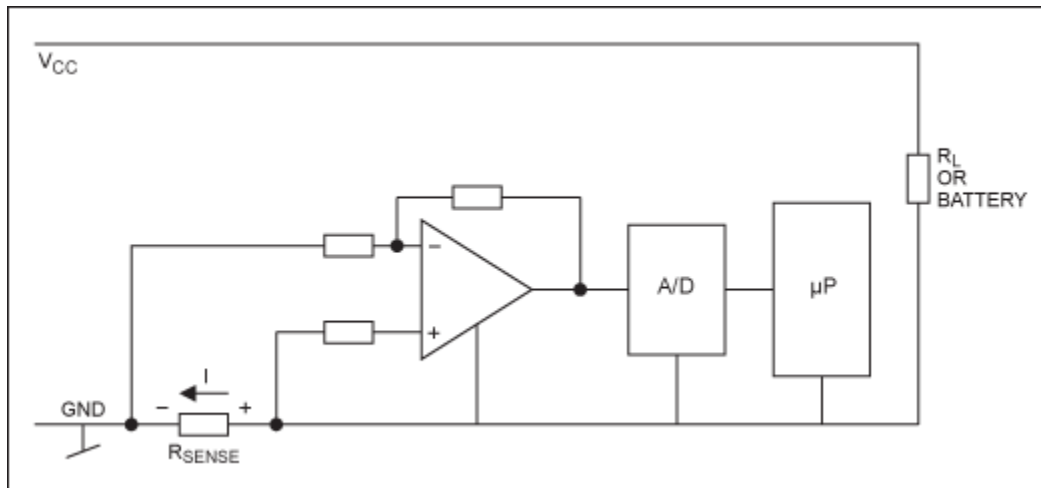 VCC
RL
OR
BATTERY
−
A/D
µP
+
I
GND
−
+
RSENSE